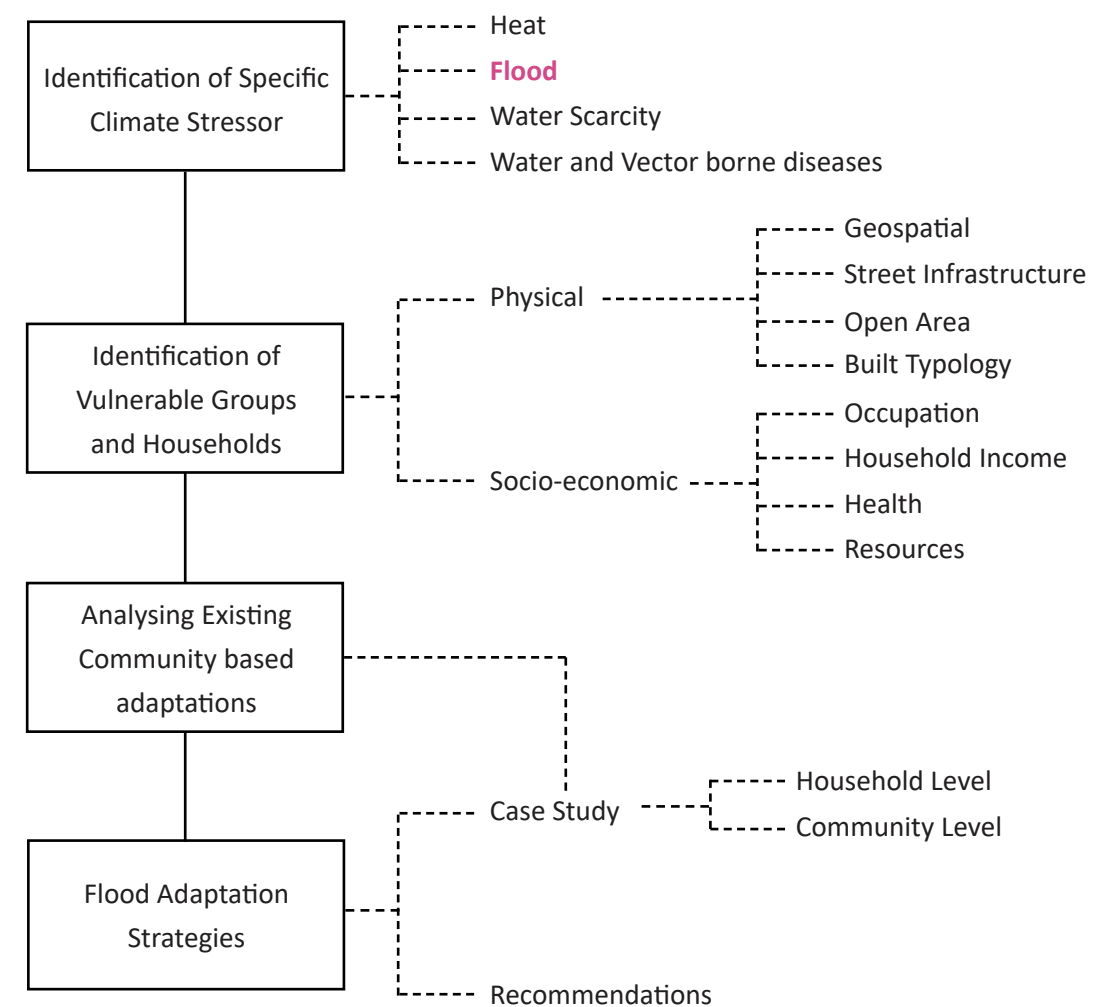 Identification of Specific
Climate Stressor
Heat
Flood
Water Scarcity
Water and Vector borne diseases
Identification of
Vulnerable Groups
and Households
Physical
Geospatial
Street Infrastructure
Open Area
Built Typology
Socio-economic
Occupation
Household Income
Health
Resources
Analysing Existing
Community based
adaptations
Case Study
Household Level
Community Level
Flood Adaptation
Strategies
Recommendations